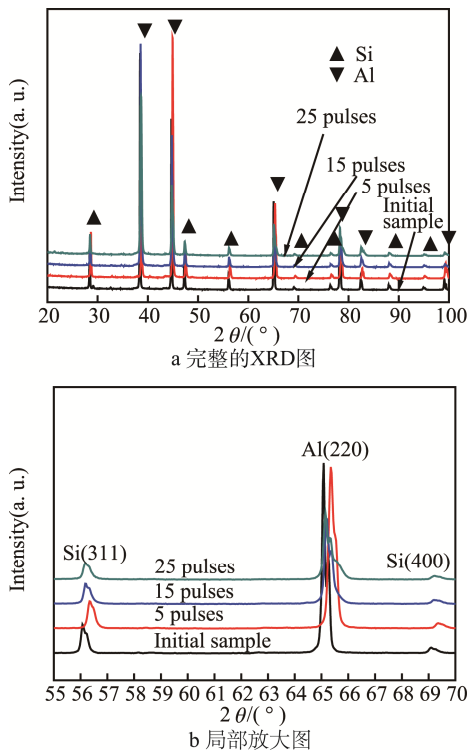 Intensity(a. u.)
▲ Si
▼ Al
25 pulses
15 pulses
5 pulses
Initial
sample
20 30 40 50 60 70 80 90 100
2 θ/(°)
a 完整的XRD图
Intensity(a. u.)
Al(220)
Si(311)
Si(400)
25 pulses
15 pulses
5 pulses
Initial sample
55 56 57 58 59 60 61 62 63 64 65 66 67 68 69 70
2 θ/(°)
b 局部放大图